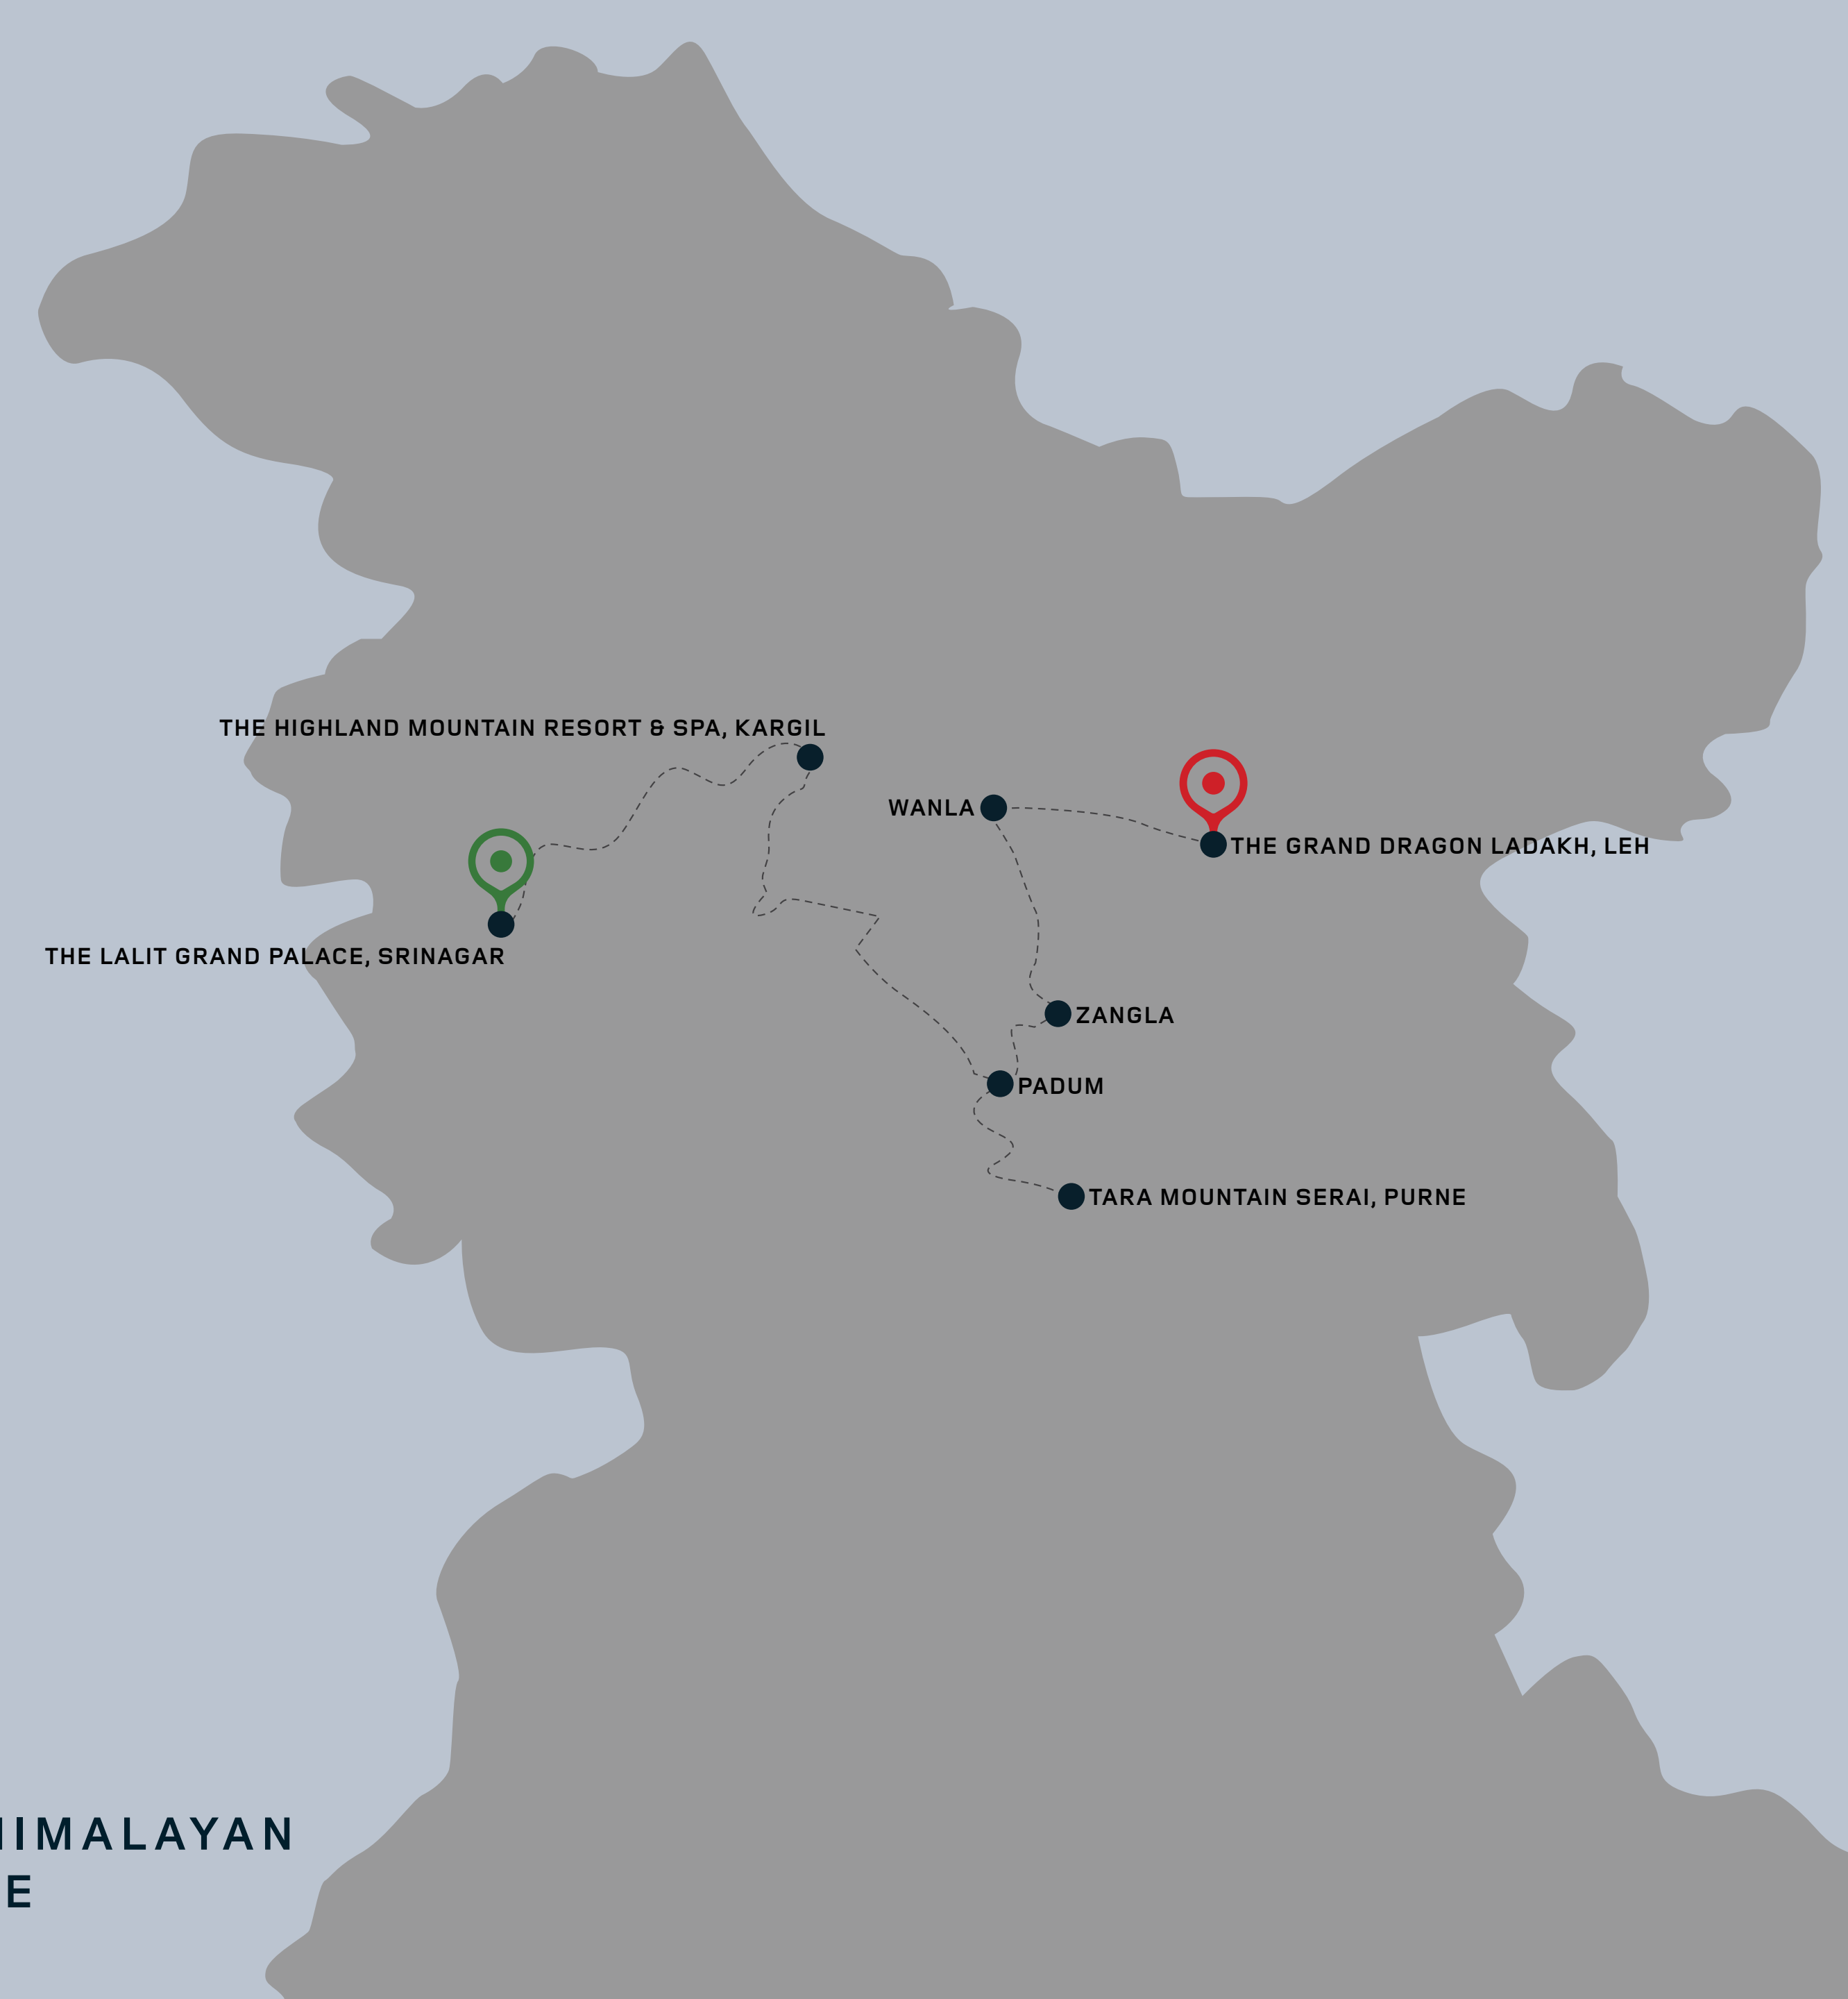 THE HIGHLAND MOUNTAIN RESORT & SPA, KARGIL
WANLA
THE GRAND DRAGON LADAKH, LEH
THE LALIT GRAND PALACE, SRINAGAR
ZANGLA
PADUM
TARA MOUNTAIN SERAI, PURNE
HIMALAYAN
E